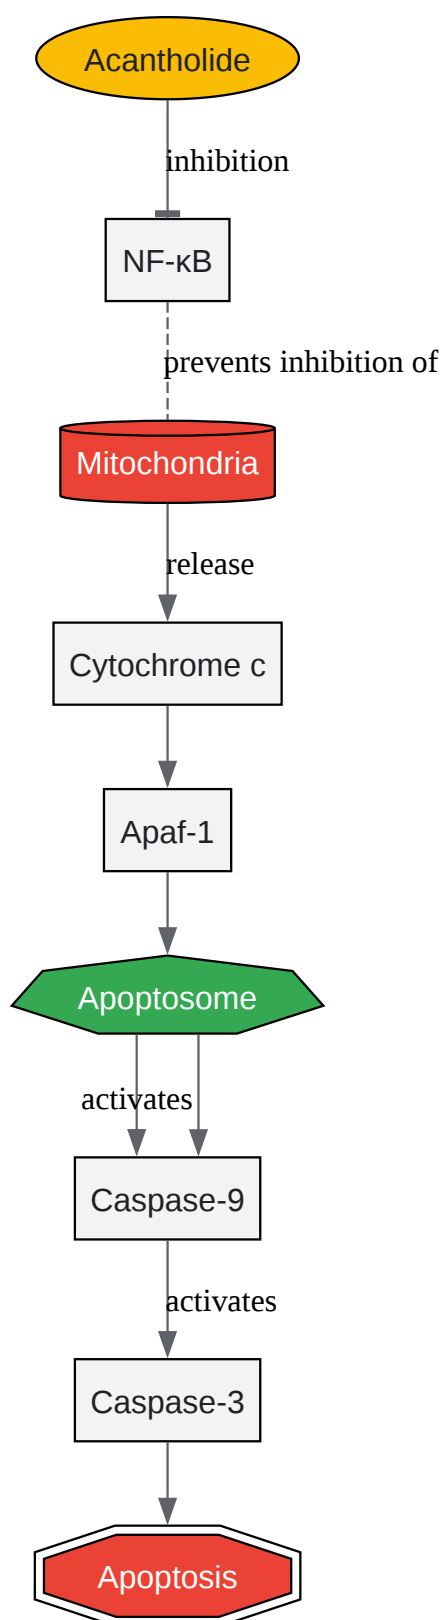 Acantholide
inhibition
NF-κB
prevents inhibition of
Mitochondria
release
Cytochrome c
Apaf-1
Apoptosome
activates
Caspase-9
activates
Caspase-3
Apoptosis